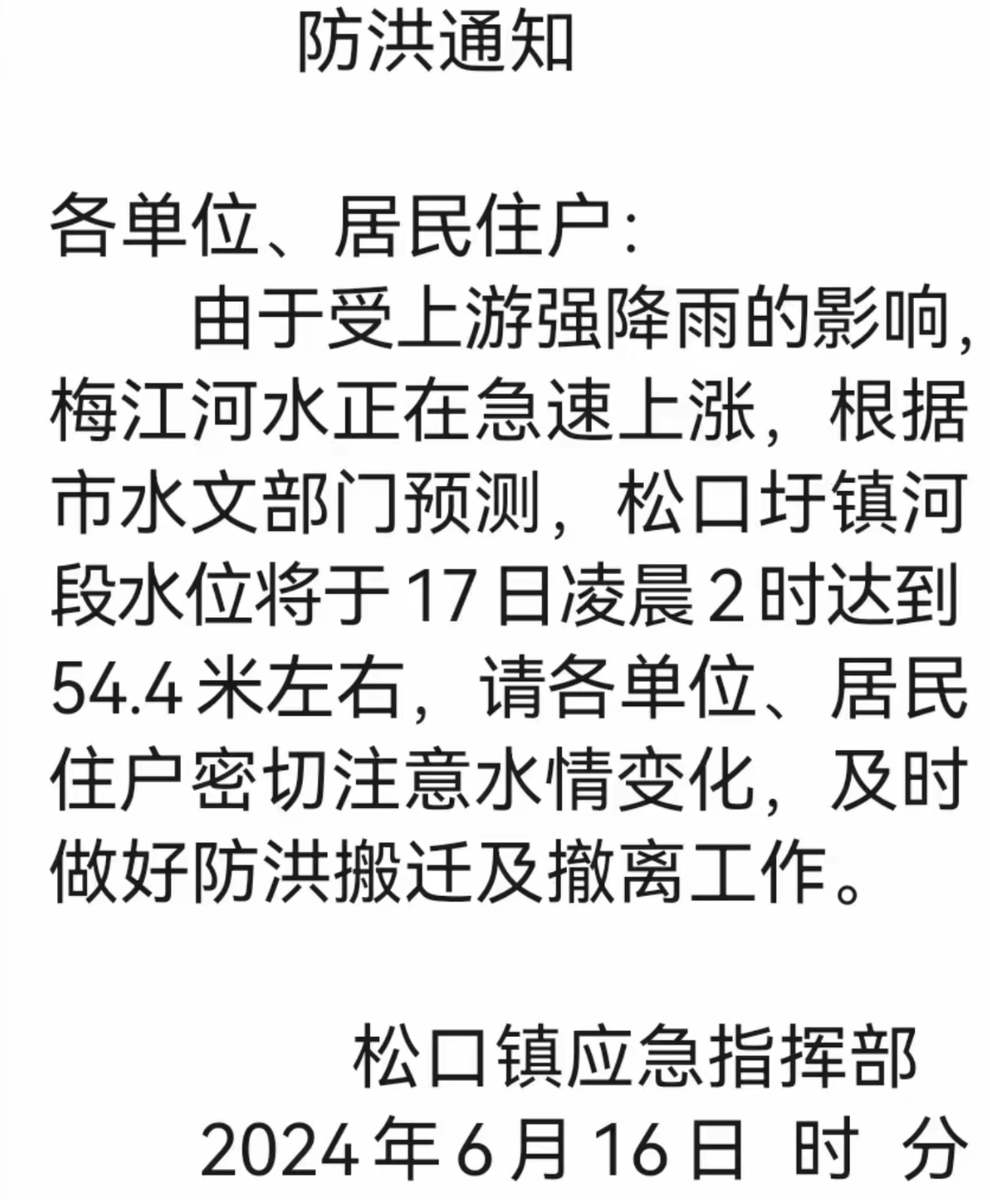 防洪通知
各单位、居民住户：
由于受上游强降雨的影响，
梅江河水正在急速上涨，根据
市水文部门预测，松口圩镇河
段水位将于17日凌晨2时达到
54.4米左右，请各单位、居民
住户密切注意水情变化，及时
做好防洪搬迁及撤离工作。
松口镇应急指挥部
2024年6月16日 时 分